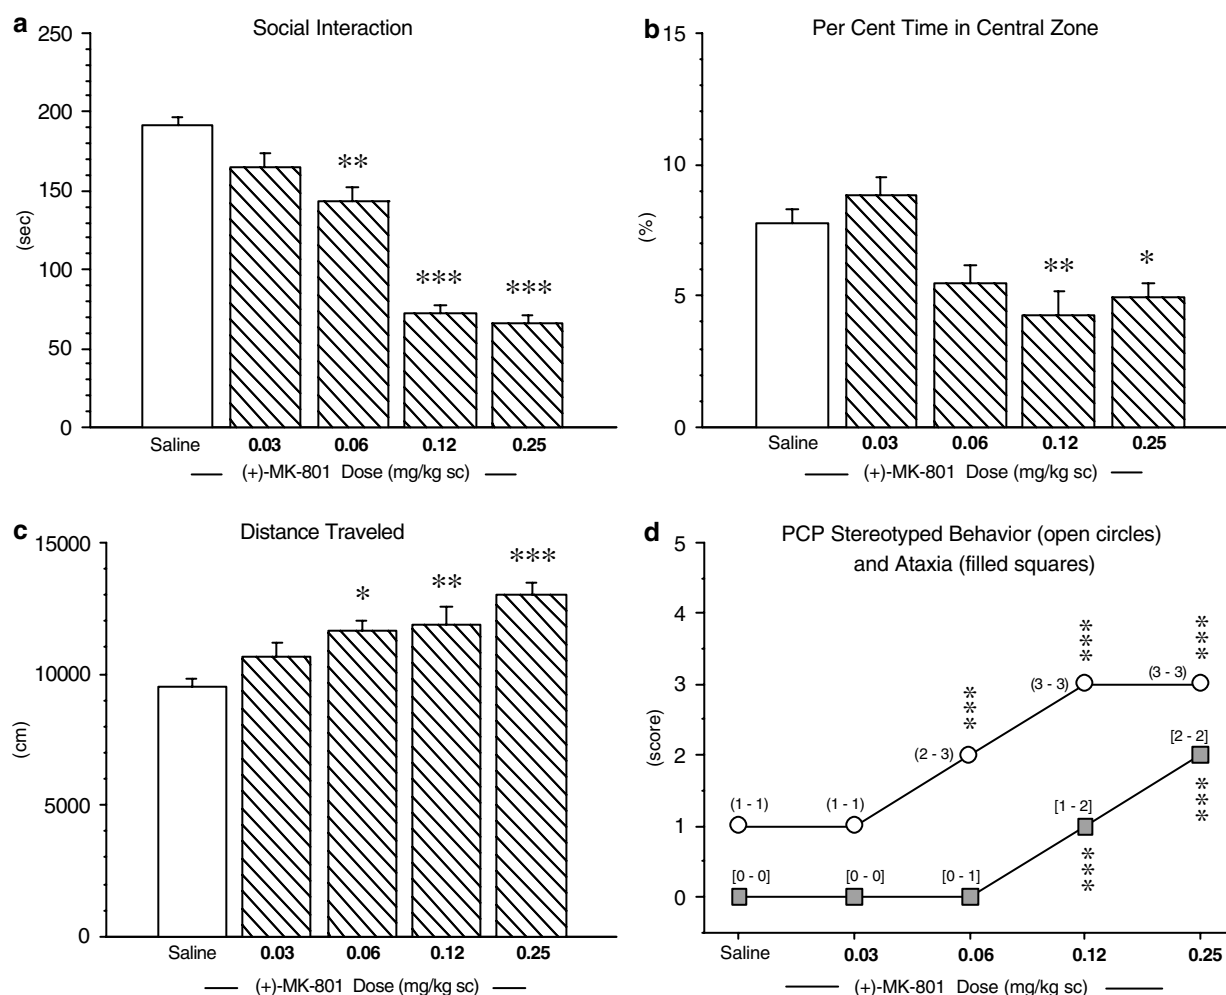 a
Social Interaction
250
200
150
100
50
0
(sec)
**
***
***
Saline 0.03 0.06 0.12 0.25
(+)-MK-801 Dose (mg/kg sc)
b
Per Cent Time in Central Zone
15
10
5
0
(%)
**
*
Saline 0.03 0.06 0.12 0.25
(+)-MK-801 Dose (mg/kg sc)
c
Distance Traveled
15000
10000
5000
0
(cm)
*
**
***
Saline 0.03 0.06 0.12 0.25
(+)-MK-801 Dose (mg/kg sc)
d
PCP Stereotyped Behavior (open circles)
and Ataxia (filled squares)
5
4
3
2
1
0
(score)
(1 - 1) (1 - 1) (2 - 3) (3 - 3) (3 - 3)
***
***
***
[0 - 0] [0 - 0] [0 - 1] [1 - 2] [2 - 2]
***
***
Saline 0.03 0.06 0.12 0.25
(+)-MK-801 Dose (mg/kg sc)